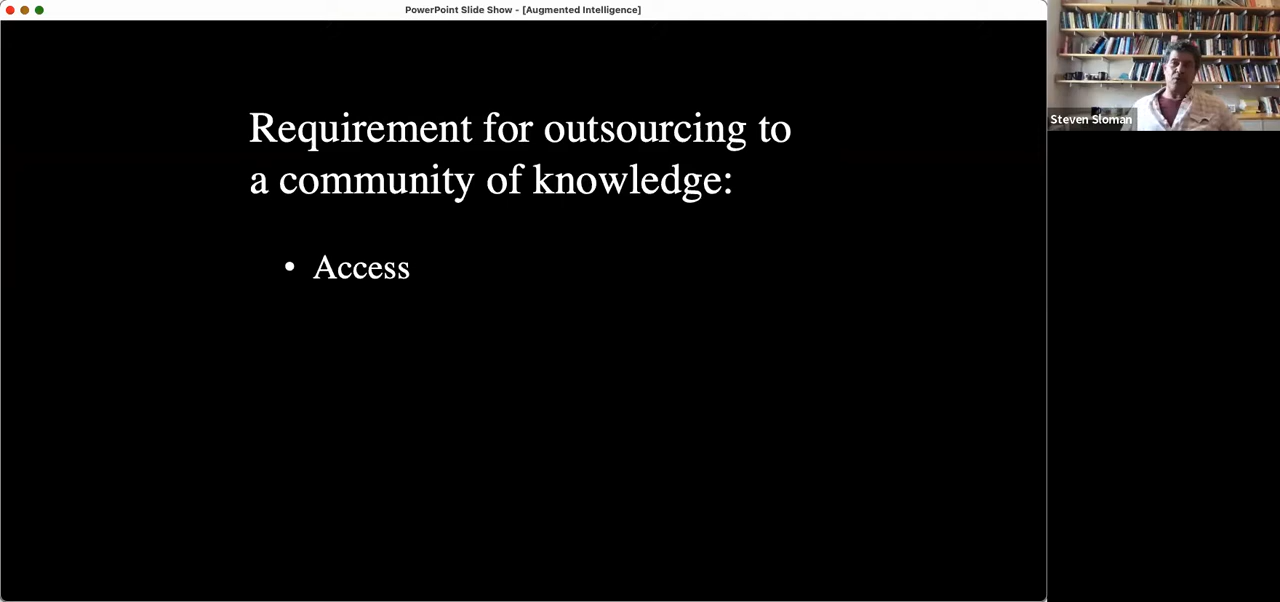 PowerPoint Slide Show - [Augmented Intelligence]
Requirement for outsourcing to
a community of knowledge:
• Access
Steven Sloman